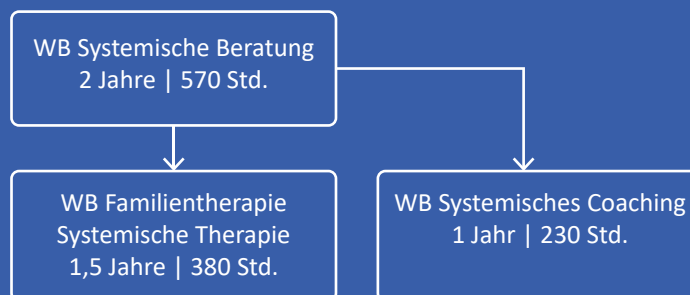 WB Systemische Beratung
2 Jahre | 570 Std.
WB Familientherapie
Systemische Therapie
1,5 Jahre | 380 Std.
WB Systemisches Coaching
1 Jahr | 230 Std.